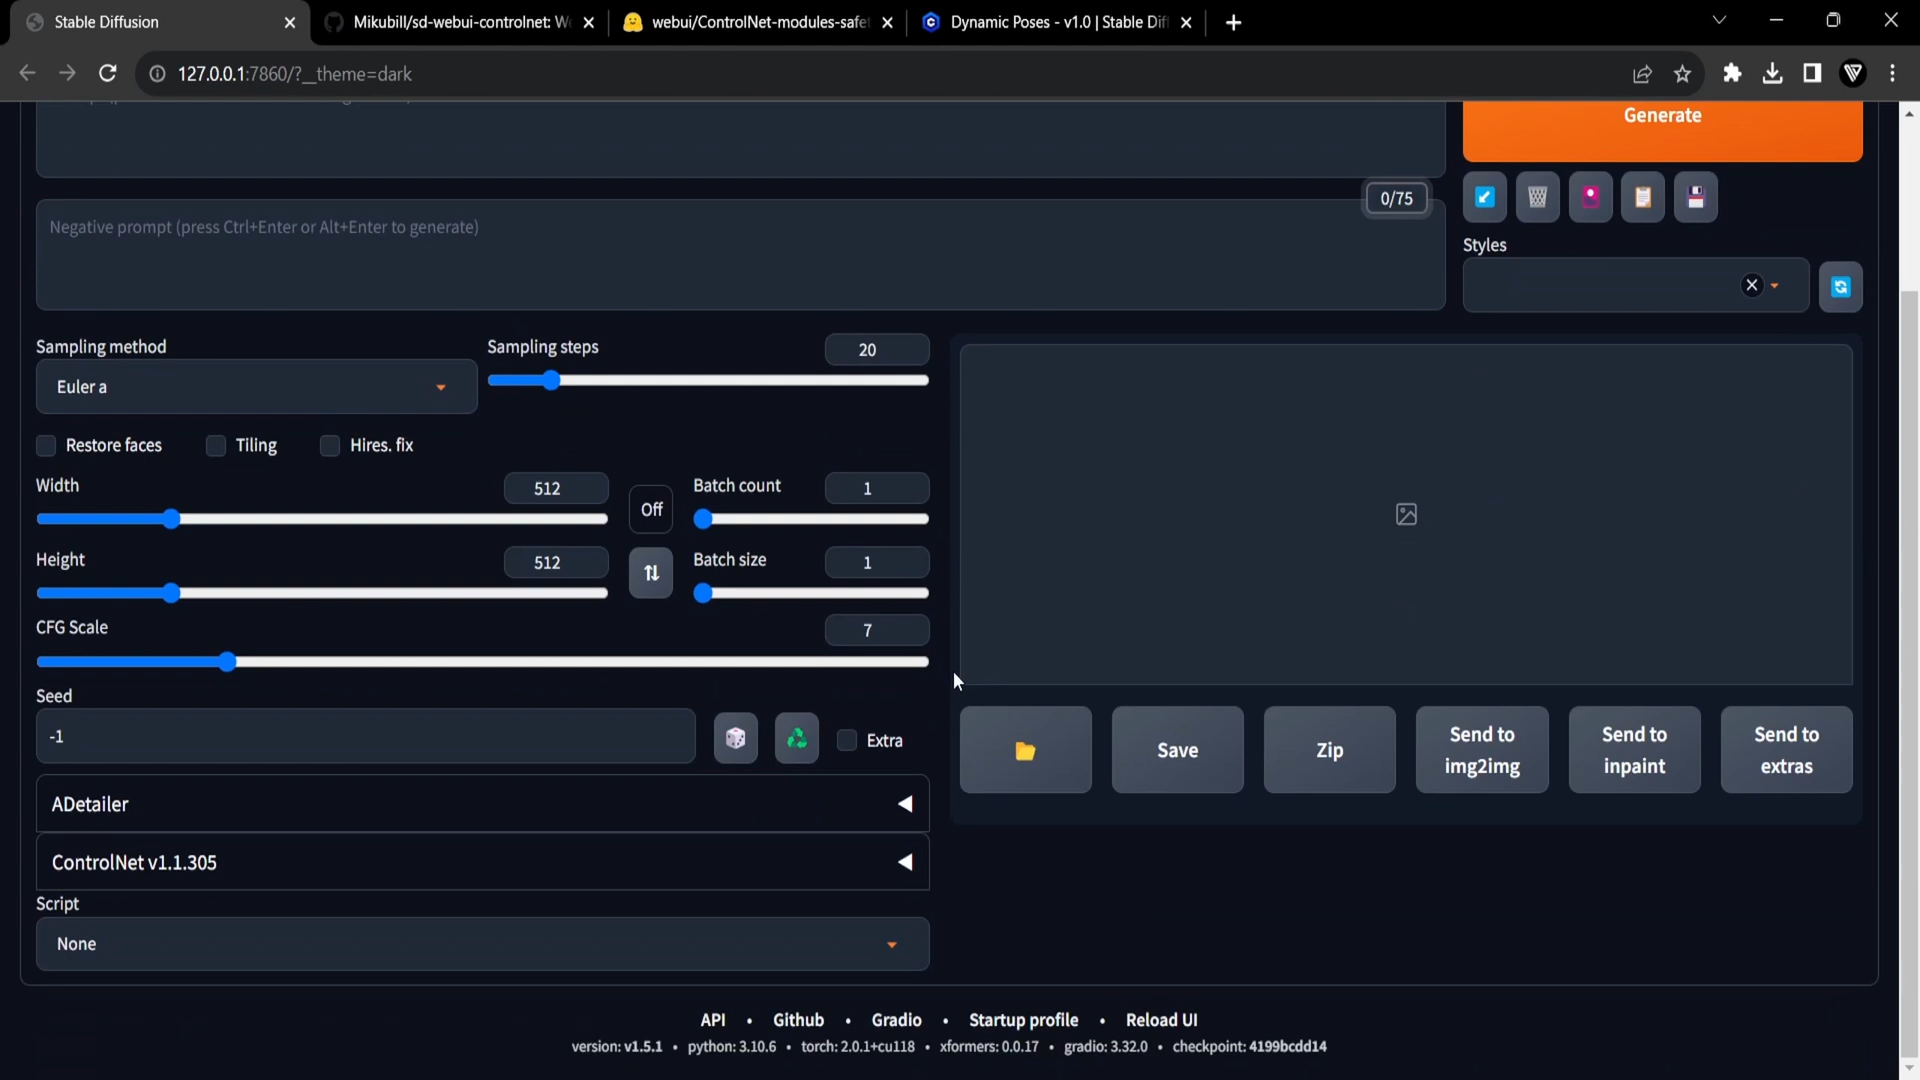 Stable Diffusion
Mikubill/sd-webui-controlnet:
webui/ControlNet-modules-safe
Dynamic Poses - v1.0 | Stable Dif
127.0.0.1:7860/?__theme=dark
Generate
0/75
Negative prompt (press Ctrl+Enter or Alt+Enter to generate)
Styles
Sampling method
Sampling steps
20
Euler a
Restore faces
Tiling
Hires. fix
Width
512
Off
Batch count
1
Height
512
Batch size
1
CFG Scale
7
Seed
-1
Extra
Save
Zip
Send to
img2img
Send to
inpaint
Send to
extras
ADetailer
ControlNet v1.1.305
Script
None
API • Github • Gradio • Startup profile • Reload UI
version: v1.5.1 • python: 3.10.6 • torch: 2.0.1+cu118 • xformers: 0.0.17 • gradio: 3.32.0 • checkpoint: 4199bcdd14